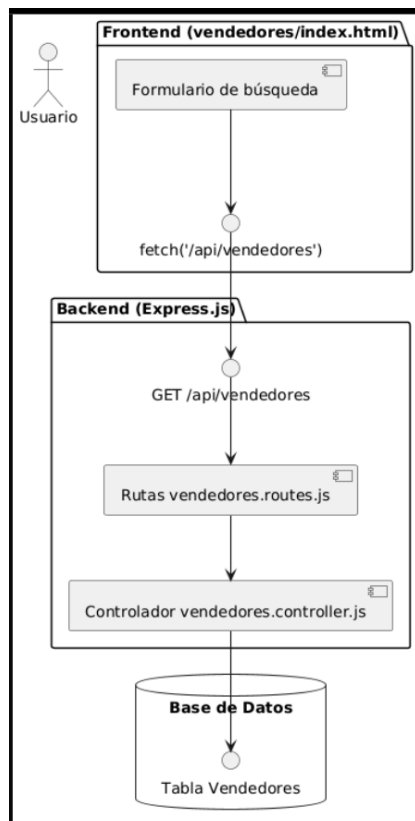 Frontend (vendedores/index.html)
Usuario
Formulario de búsqueda
fetch('/api/vendedores')
Backend (Express.js)
GET /api/vendedores
Rutas vendedores.routes.js
Controlador vendedores.controller.js
Base de Datos
Tabla Vendedores